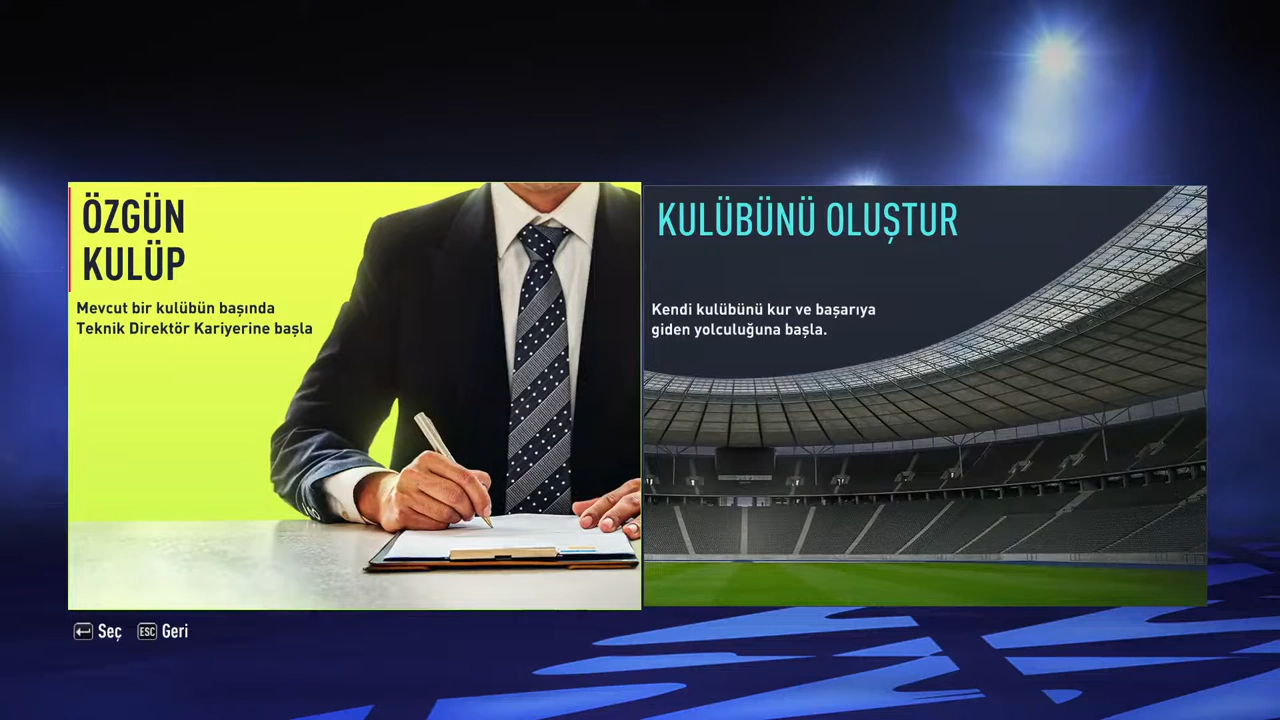 ÖZGÜN
KULÜP
Mevcut bir kulübün başında
Teknik Direktör Kariyerine başla
KULÜBÜNÜ OLUŞTUR
Kendi kulübünü kur ve başarıya
giden yolculuğuna başla.
Seç ESC Geri